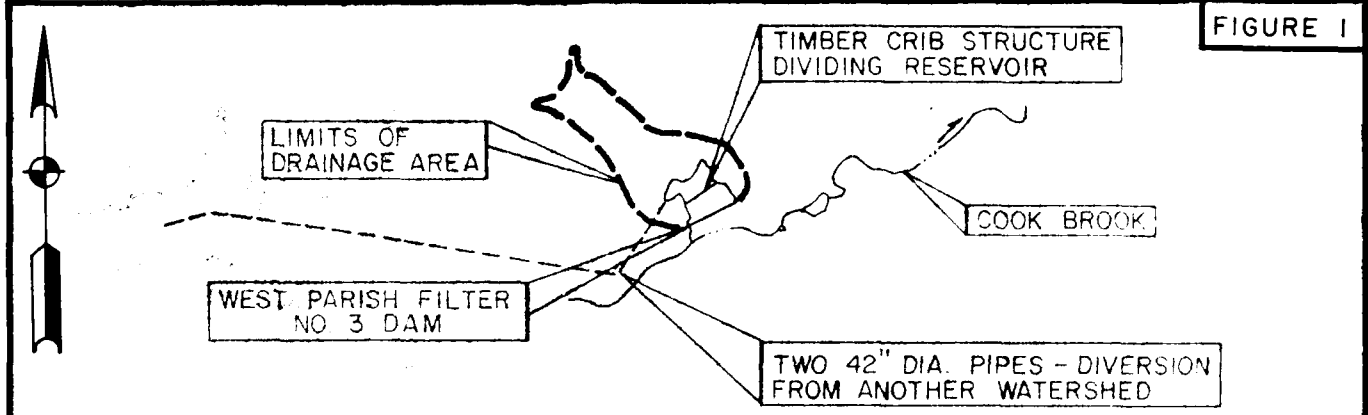 FIGURE 1
TIMBER CRIB STRUCTURE
DIVIDING RESERVOIR
LIMITS OF
DRAINAGE AREA
COOK BROOK
WEST PARISH FILTER
NO 3 DAM
TWO 42" DIA. PIPES - DIVERSION
FROM ANOTHER WATERSHED